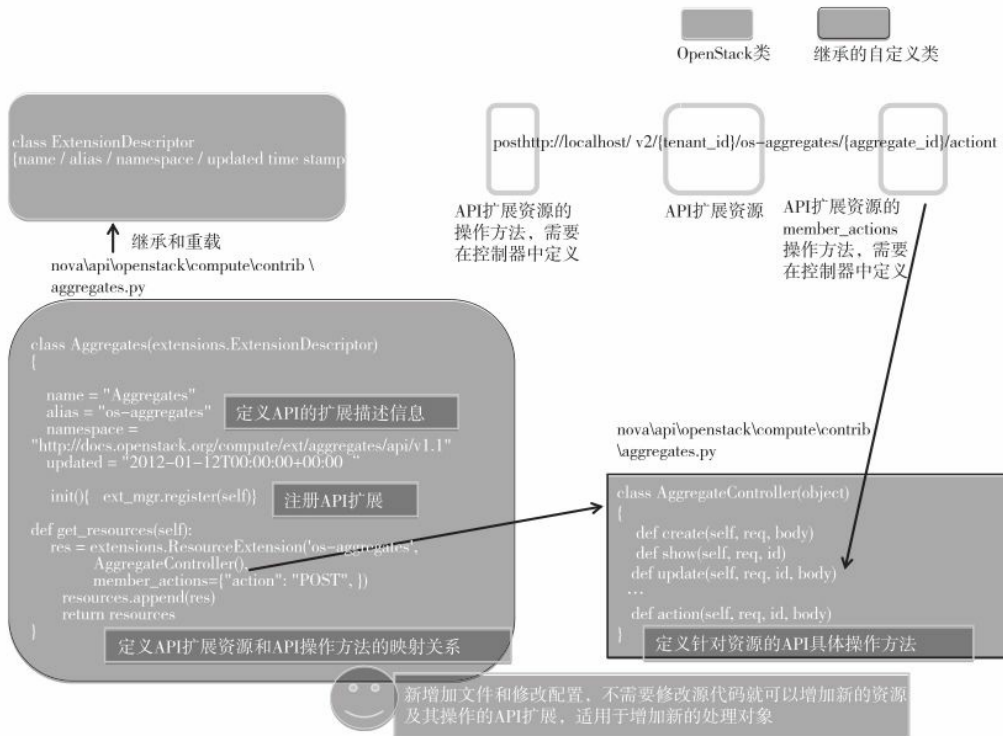 OpenStack类
继承的自定义类
class ExtensionDescriptor
{name / alias / namespace / updated time stamp
posthttp://localhost/ v2/{tenant_id}/os-aggregates/{aggregate_id}/actiont
API扩展资源的
操作方法，需要
在控制器中定义
API扩展资源
API扩展资源的
member_actions
操作方法，需要
在控制器中定义
继承和重载
nova\api\openstack\compute\contrib \
aggregates.py
class Aggregates(extensions.ExtensionDescriptor)
{
name = "Aggregates"
alias = "os-aggregates"
定义API的扩展描述信息
namespace =
"http://docs.openstack.org/compute/ext/aggregates/api/v1.1"
updated = "2012-01-12T00:00:00+00:00 "
init(){ ext_mgr.register(self)}
注册API扩展
def get_resources(self):
res = extensions.ResourceExtension('os-aggregates',
AggregateController(),
member_actions={"action": "POST", })
resources.append(res)
return resources
}
定义API扩展资源和API操作方法的映射关系
nova\api\openstack\compute\contrib
\aggregates.py
class AggregateController(object)
{
def create(self, req, body)
def show(self, req, id)
def update(self, req, id, body)
...
def action(self, req, id, body)
}
定义针对资源的API具体操作方法
新增加文件和修改配置，不需要修改源代码就可以增加新的资源
及其操作的API扩展，适用于增加新的处理对象